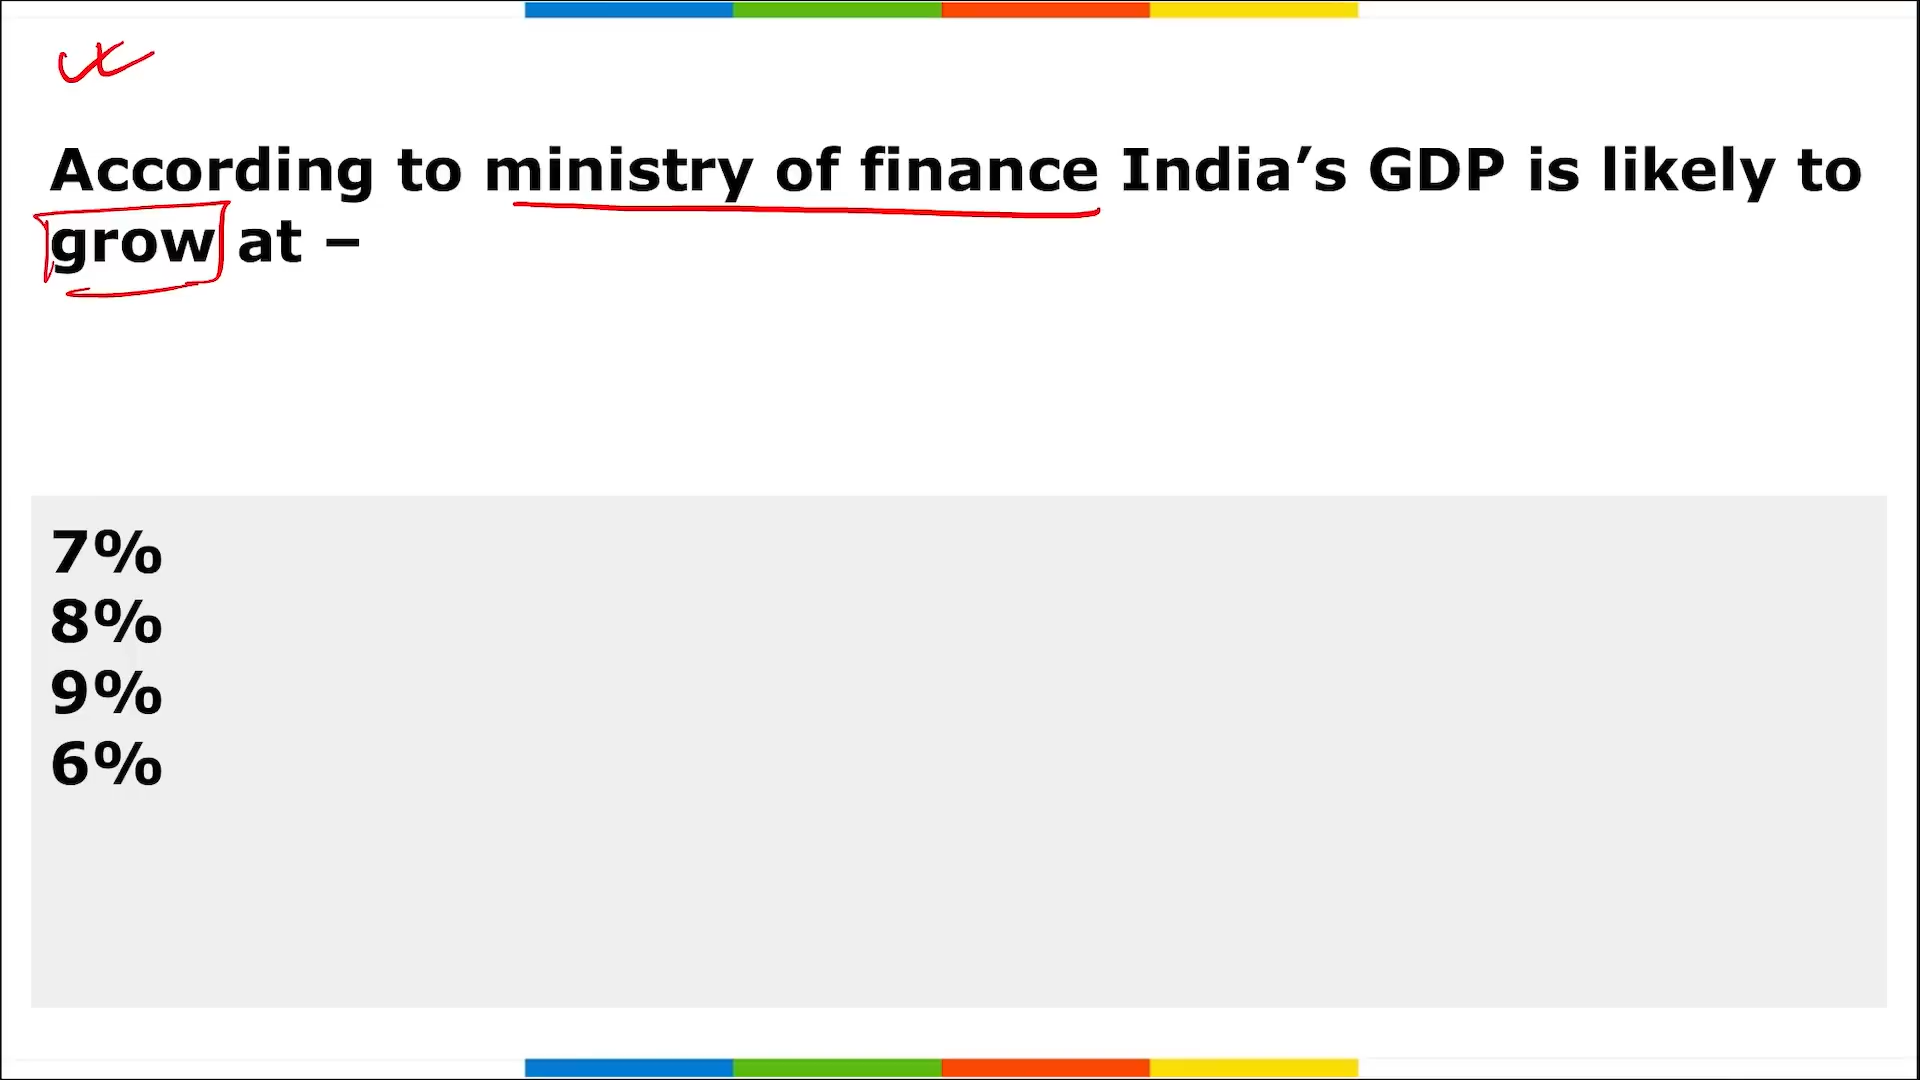 According to ministry of finance India’s GDP is likely to
grow at –
7%
8%
9%
6%